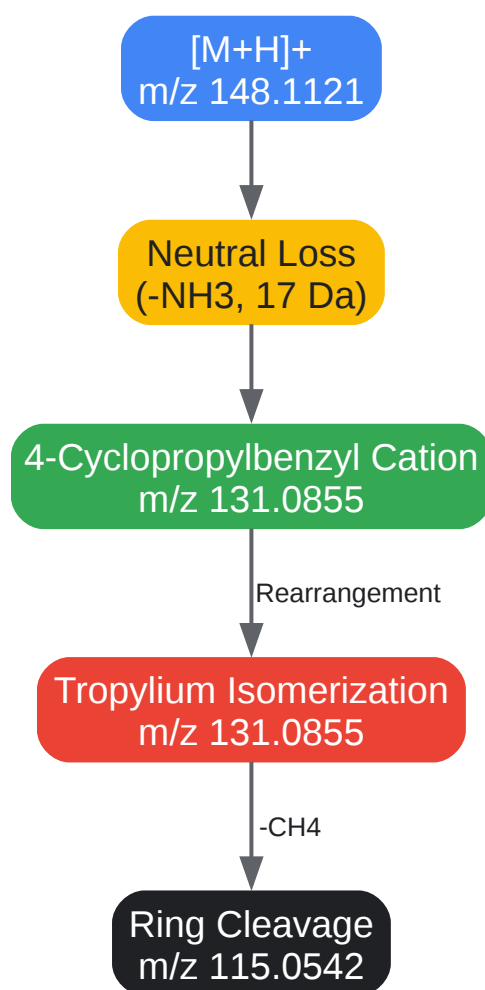 [M+H]+
m/z 148.1121
Neutral Loss
(-NH3, 17 Da)
4-Cyclopropylbenzyl Cation
m/z 131.0855
Rearrangement
Tropylium Isomerization
m/z 131.0855
-CH4
Ring Cleavage
m/z 115.0542